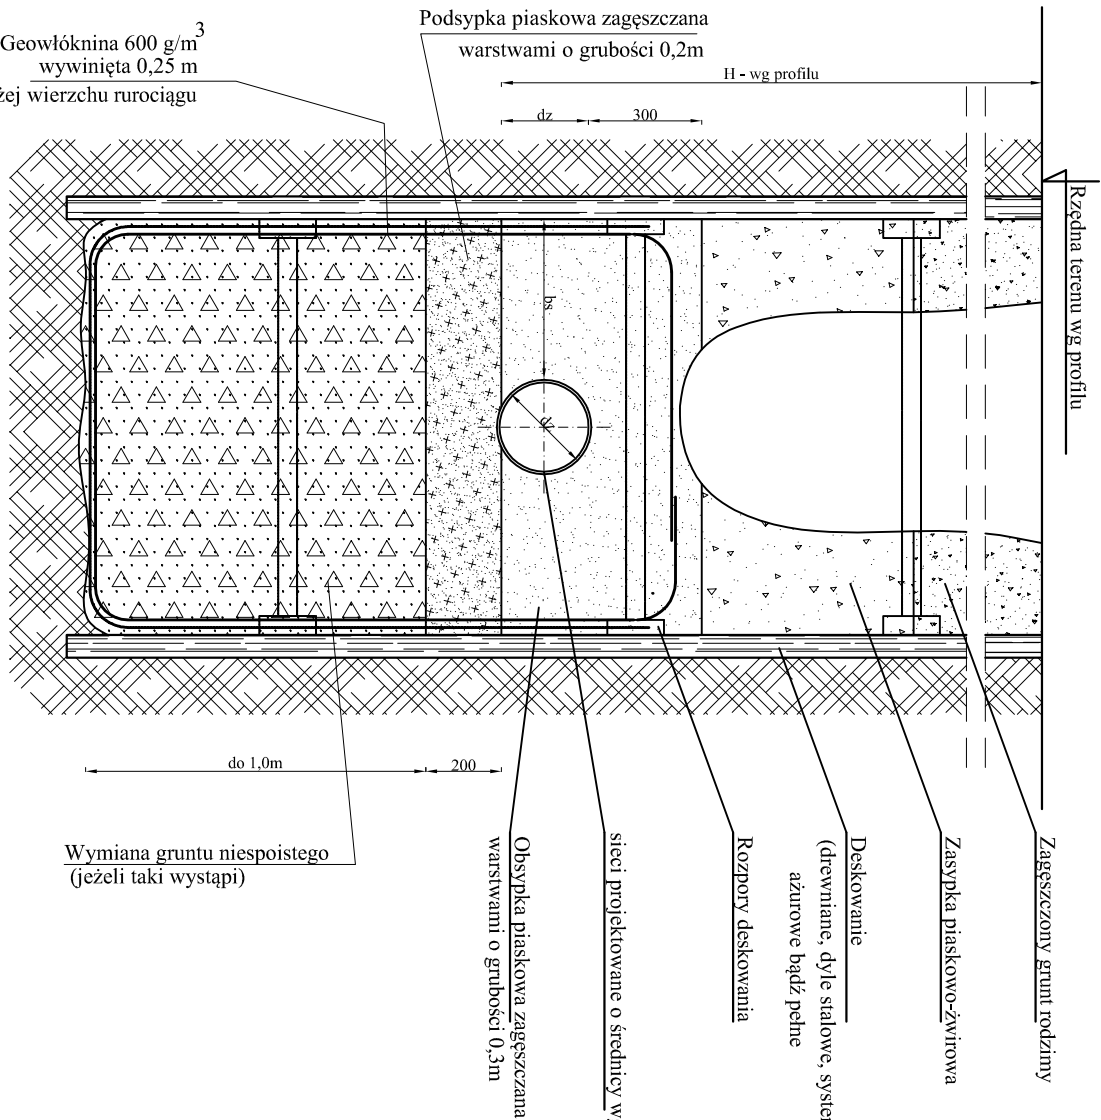 Podsypka piaskowa zagęszczana
warstwami o grubości 0,2m
Geowłóknina 600 g/m3
wywinięta 0,25 m
wierzchu rurociągu
H - wg profilu
dz
300
Rzędna terenu wg profilu
bs
dz
do 1,0m
200
Wymiana gruntu niespoistego
(jeżeli taki wystąpi)
Zagęszczony grunt rodzimy
Zasypka piaskowo-żwirowa
Deskowanie
(drewniane, dyle stalowe,
ażurowe bądź pełne
Rozpory deskowania
sieci projektowane o średnicy
Obsypka piaskowa zagęszczana
warstwami o grubości 0,3m